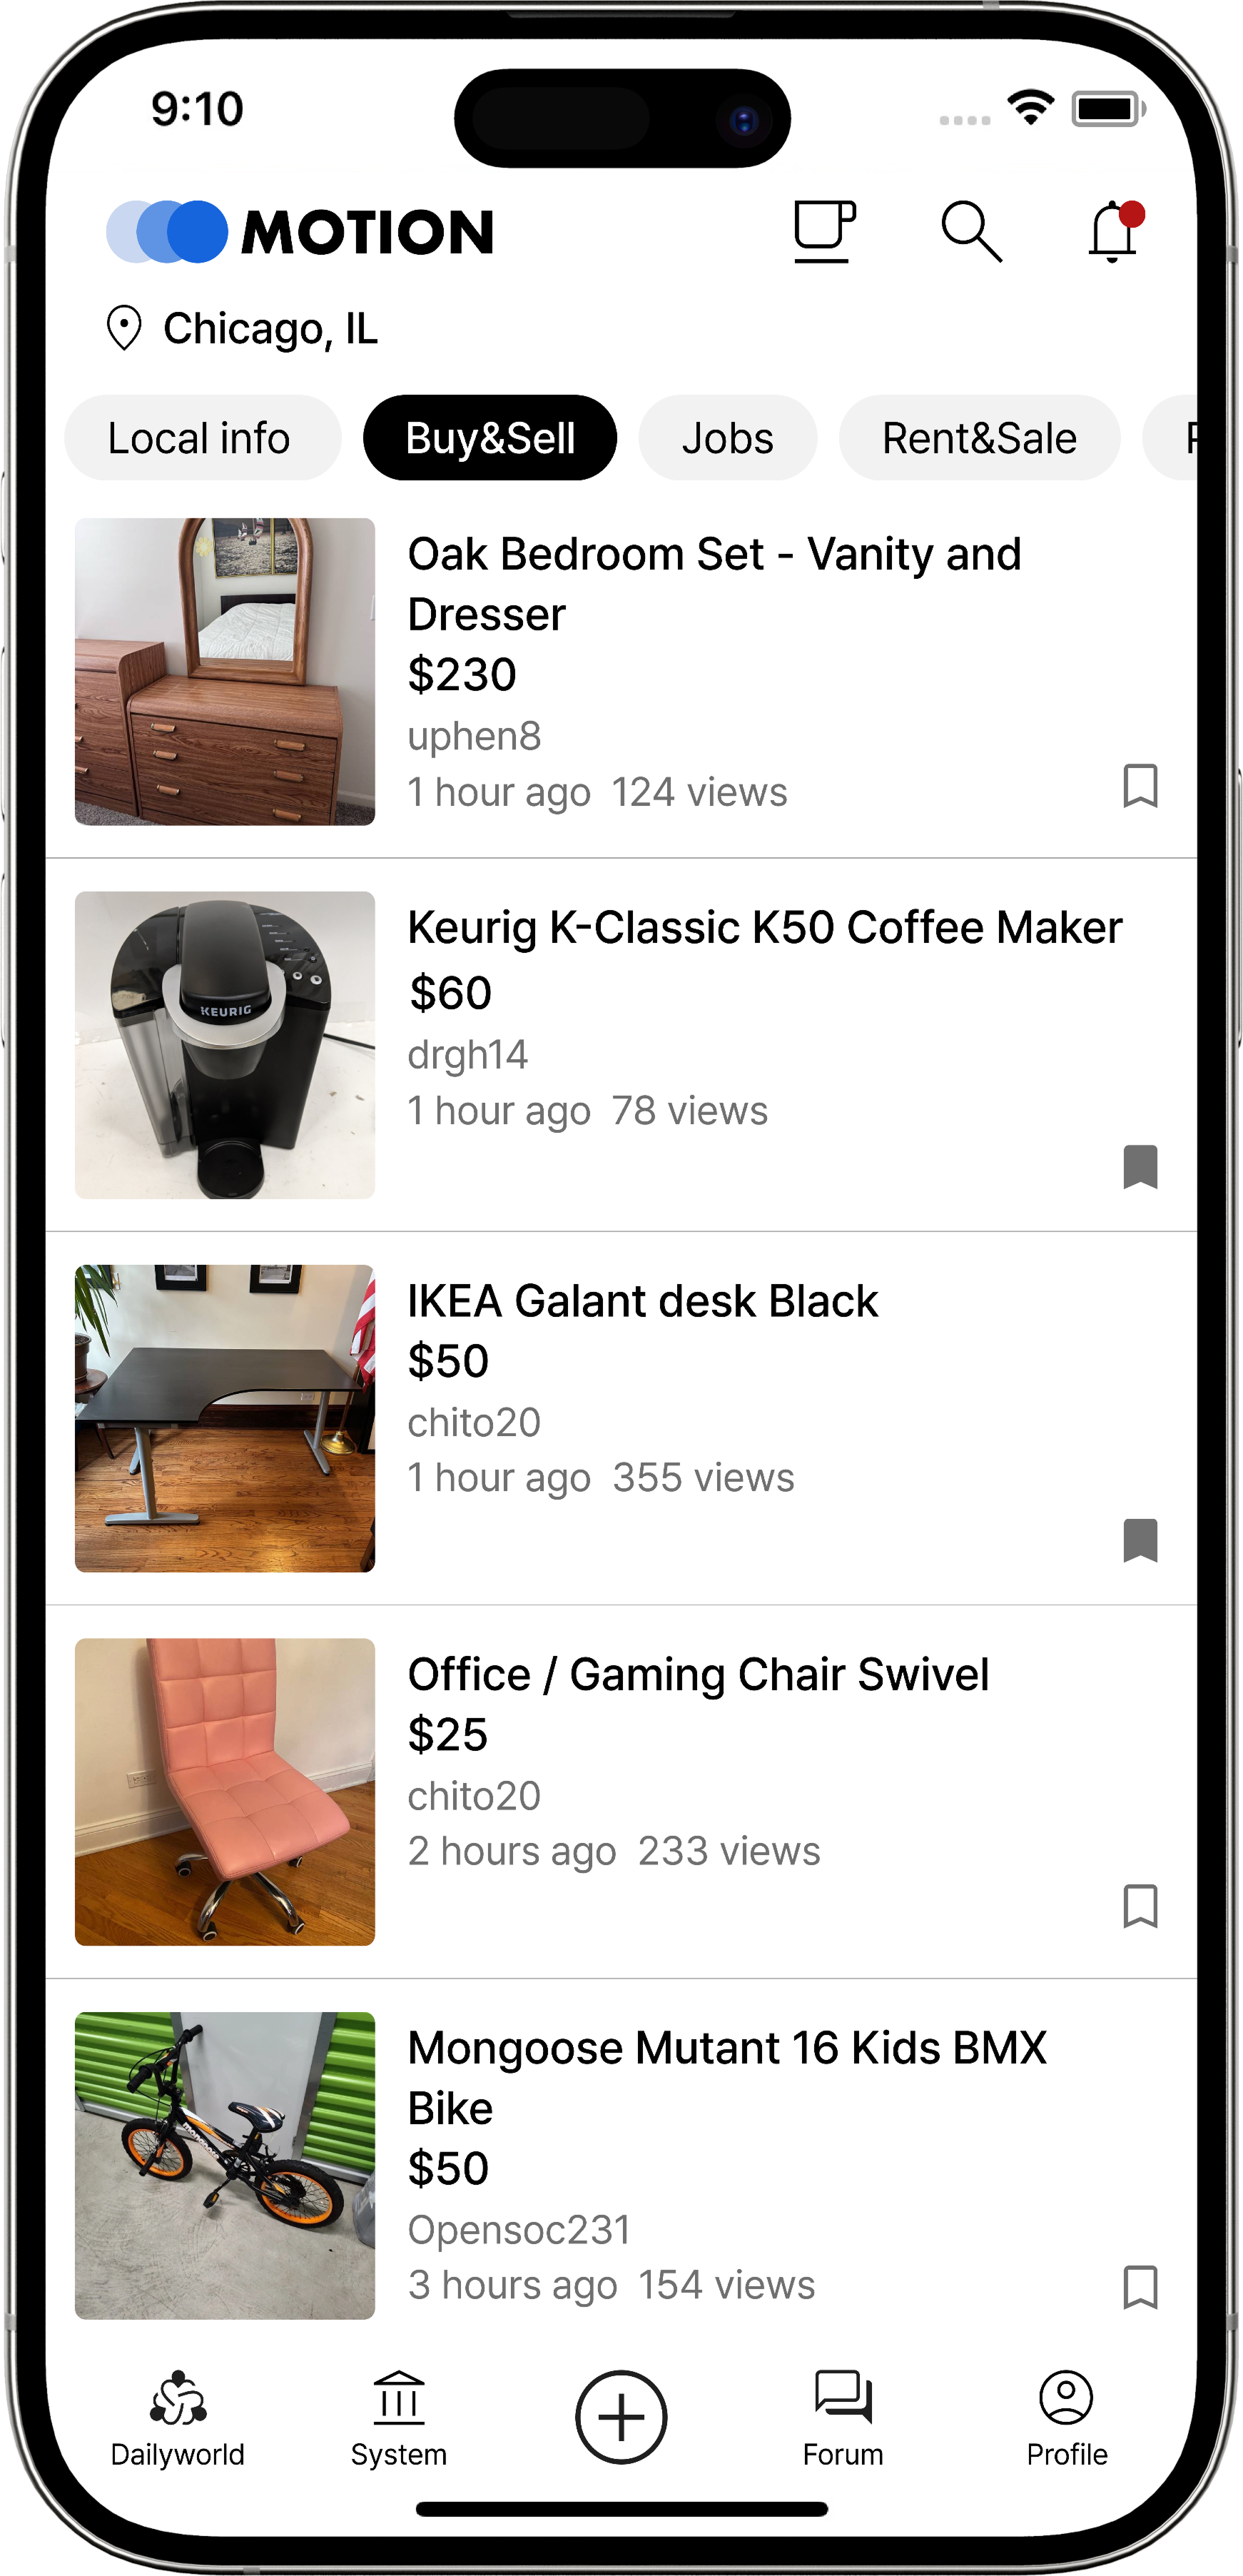 9:10
MOTION
Chicago, IL
Local info
Buy&Sell
Jobs
Rent&Sale
Oak Bedroom Set - Vanity and
Dresser
$230
uphen8
1 hour ago 124 views
KEURIG
Keurig K-Classic K50 Coffee Maker
$60
drgh14
1 hour ago 78 views
IKEA Galant desk Black
$50
chito20
1 hour ago 355 views
Office / Gaming Chair Swivel
$25
chito20
2 hours ago 233 views
mongoose
Mongoose Mutant 16 Kids BMX
Bike
$50
Opensoc231
3 hours ago 154 views
Dailyworld
System
Forum
Profile